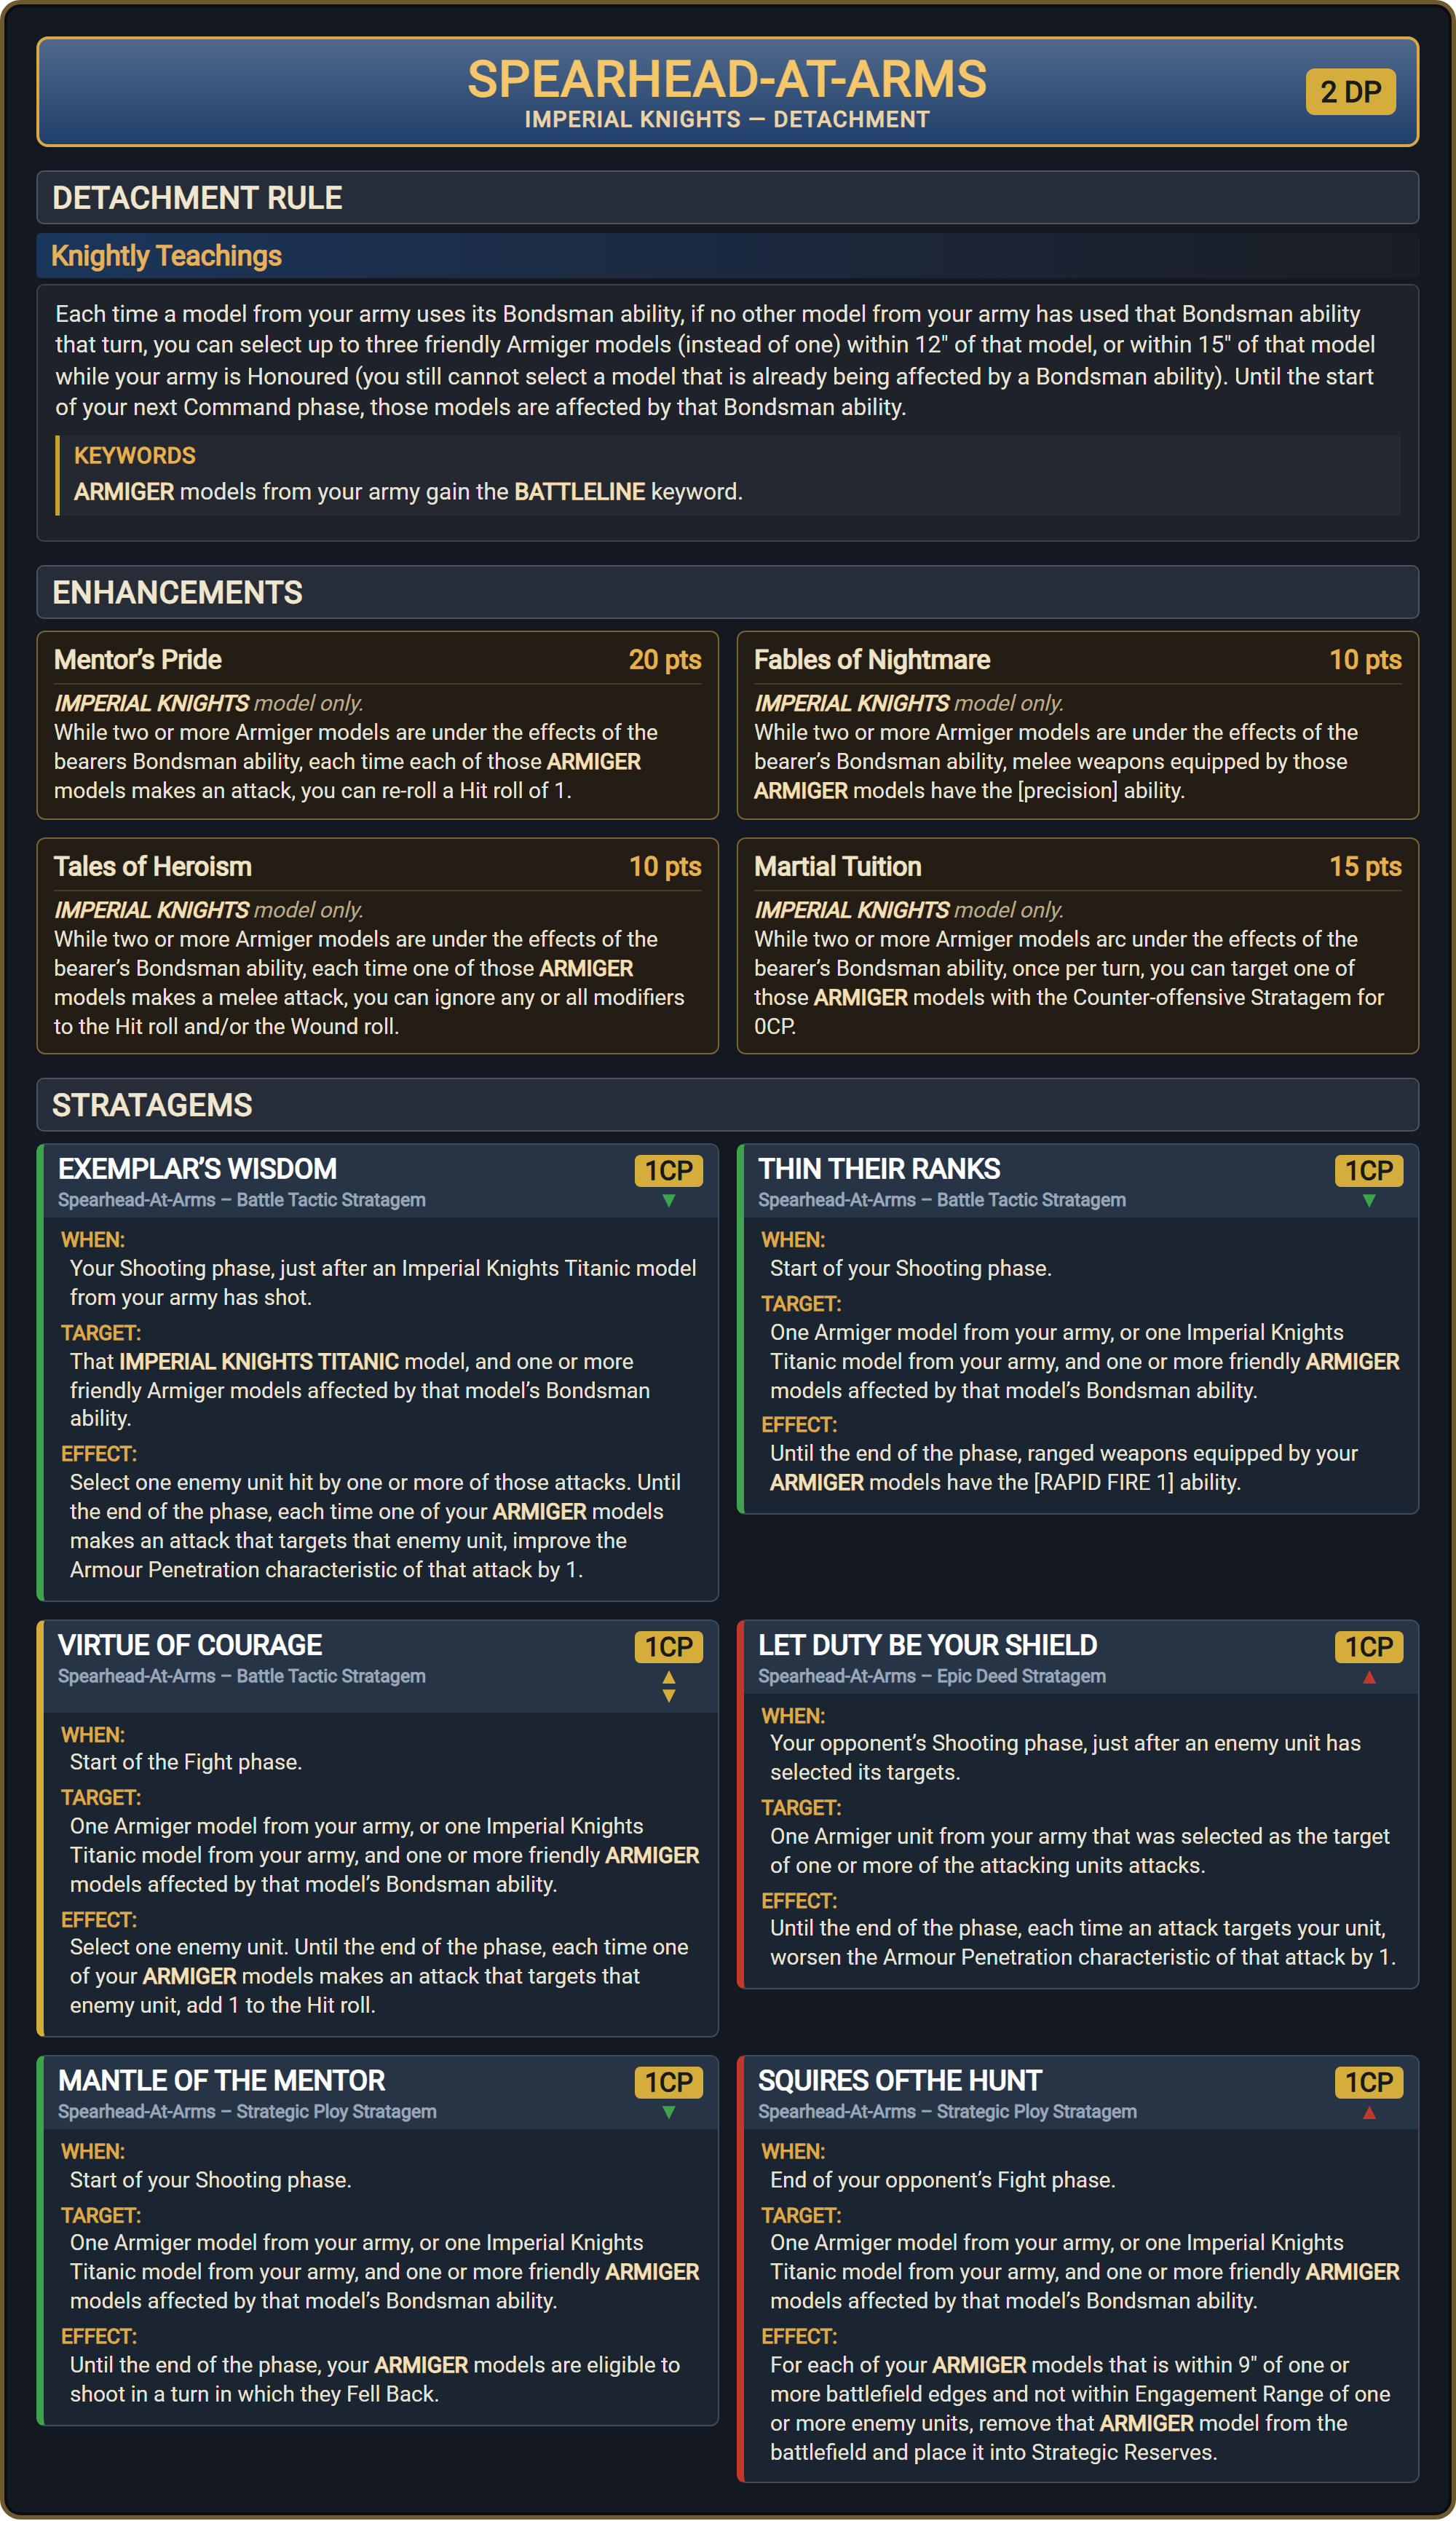 SPEARHEAD-AT-ARMS
IMPERIAL KNIGHTS — DETACHMENT
2 DP
DETACHMENT RULE
Knightly Teachings
Each time a model from your army uses its Bondsman ability, if no other model from your army has used that Bondsman ability
that turn, you can select up to three friendly Armiger models (instead of one) within 12" of that model, or within 15" of that model
while your army is Honoured (you still cannot select a model that is already being affected by a Bondsman ability). Until the start
of your next Command phase, those models are affected by that Bondsman ability.
KEYWORDS
ARMIGER models from your army gain the BATTLELINE keyword.
ENHANCEMENTS
Mentor’s Pride 20 pts
IMPERIAL KNIGHTS model only.
While two or more Armiger models are under the effects of the
bearers Bondsman ability, each time each of those ARMIGER
models makes an attack, you can re-roll a Hit roll of 1.
Fables of Nightmare 10 pts
IMPERIAL KNIGHTS model only.
While two or more Armiger models are under the effects of the
bearer’s Bondsman ability, melee weapons equipped by those
ARMIGER models have the [precision] ability.
Tales of Heroism 10 pts
IMPERIAL KNIGHTS model only.
While two or more Armiger models are under the effects of the
bearer’s Bondsman ability, each time one of those ARMIGER
models makes a melee attack, you can ignore any or all modifiers
to the Hit roll and/or the Wound roll.
Martial Tuition 15 pts
IMPERIAL KNIGHTS model only.
While two or more Armiger models arc under the effects of the
bearer’s Bondsman ability, once per turn, you can target one of
those ARMIGER models with the Counter-offensive Stratagem for
0CP.
STRATAGEMS
EXEMPLAR’S WISDOM 1CP
Spearhead-At-Arms – Battle Tactic Stratagem ▼
WHEN:
Your Shooting phase, just after an Imperial Knights Titanic model
from your army has shot.
TARGET:
That IMPERIAL KNIGHTS TITANIC model, and one or more
friendly Armiger models affected by that model’s Bondsman
ability.
EFFECT:
Select one enemy unit hit by one or more of those attacks. Until
the end of the phase, each time one of your ARMIGER models
makes an attack that targets that enemy unit, improve the
Armour Penetration characteristic of that attack by 1.
THIN THEIR RANKS 1CP
Spearhead-At-Arms – Battle Tactic Stratagem ▼
WHEN:
Start of your Shooting phase.
TARGET:
One Armiger model from your army, or one Imperial Knights
Titanic model from your army, and one or more friendly ARMIGER
models affected by that model’s Bondsman ability.
EFFECT:
Until the end of the phase, ranged weapons equipped by your
ARMIGER models have the [RAPID FIRE 1] ability.
VIRTUE OF COURAGE 1CP
Spearhead-At-Arms – Battle Tactic Stratagem ▲
▼
WHEN:
Start of the Fight phase.
TARGET:
One Armiger model from your army, or one Imperial Knights
Titanic model from your army, and one or more friendly ARMIGER
models affected by that model’s Bondsman ability.
EFFECT:
Select one enemy unit. Until the end of the phase, each time one
of your ARMIGER models makes an attack that targets that
enemy unit, add 1 to the Hit roll.
LET DUTY BE YOUR SHIELD 1CP
Spearhead-At-Arms – Epic Deed Stratagem ▲
WHEN:
Your opponent’s Shooting phase, just after an enemy unit has
selected its targets.
TARGET:
One Armiger unit from your army that was selected as the target
of one or more of the attacking units attacks.
EFFECT:
Until the end of the phase, each time an attack targets your unit,
worsen the Armour Penetration characteristic of that attack by 1.
MANTLE OF THE MENTOR 1CP
Spearhead-At-Arms – Strategic Ploy Stratagem ▼
WHEN:
Start of your Shooting phase.
TARGET:
One Armiger model from your army, or one Imperial Knights
Titanic model from your army, and one or more friendly ARMIGER
models affected by that model’s Bondsman ability.
EFFECT:
Until the end of the phase, your ARMIGER models are eligible to
shoot in a turn in which they Fell Back.
SQUIRES OFTHE HUNT 1CP
Spearhead-At-Arms – Strategic Ploy Stratagem ▲
WHEN:
End of your opponent’s Fight phase.
TARGET:
One Armiger model from your army, or one Imperial Knights
Titanic model from your army, and one or more friendly ARMIGER
models affected by that model’s Bondsman ability.
EFFECT:
For each of your ARMIGER models that is within 9" of one or
more battlefield edges and not within Engagement Range of one
or more enemy units, remove that ARMIGER model from the
battlefield and place it into Strategic Reserves.